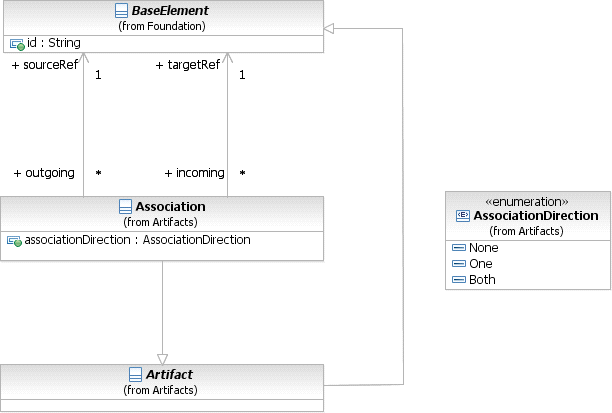 BaseElement
(from Foundation)
id : String
+ sourceRef
1
+ targetRef
1
+ outgoing
*
+ incoming
*
Association
(from Artifacts)
associationDirection : AssociationDirection
«enumeration»
AssociationDirection
(from Artifacts)
None
One
Both
Artifact
(from Artifacts)